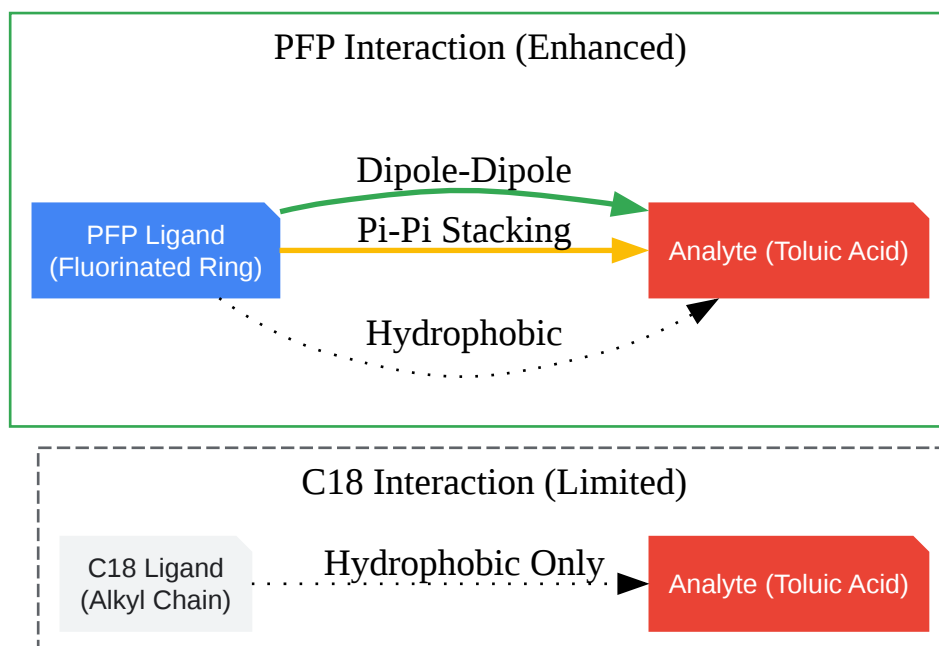 PFP Interaction (Enhanced)
Dipole-Dipole
PFP Ligand
(Fluorinated Ring)
Pi-Pi Stacking
Analyte (Toluic Acid)
Hydrophobic
C18 Interaction (Limited)
C18 Ligand
(Alkyl Chain)
Hydrophobic Only
Analyte (Toluic Acid)